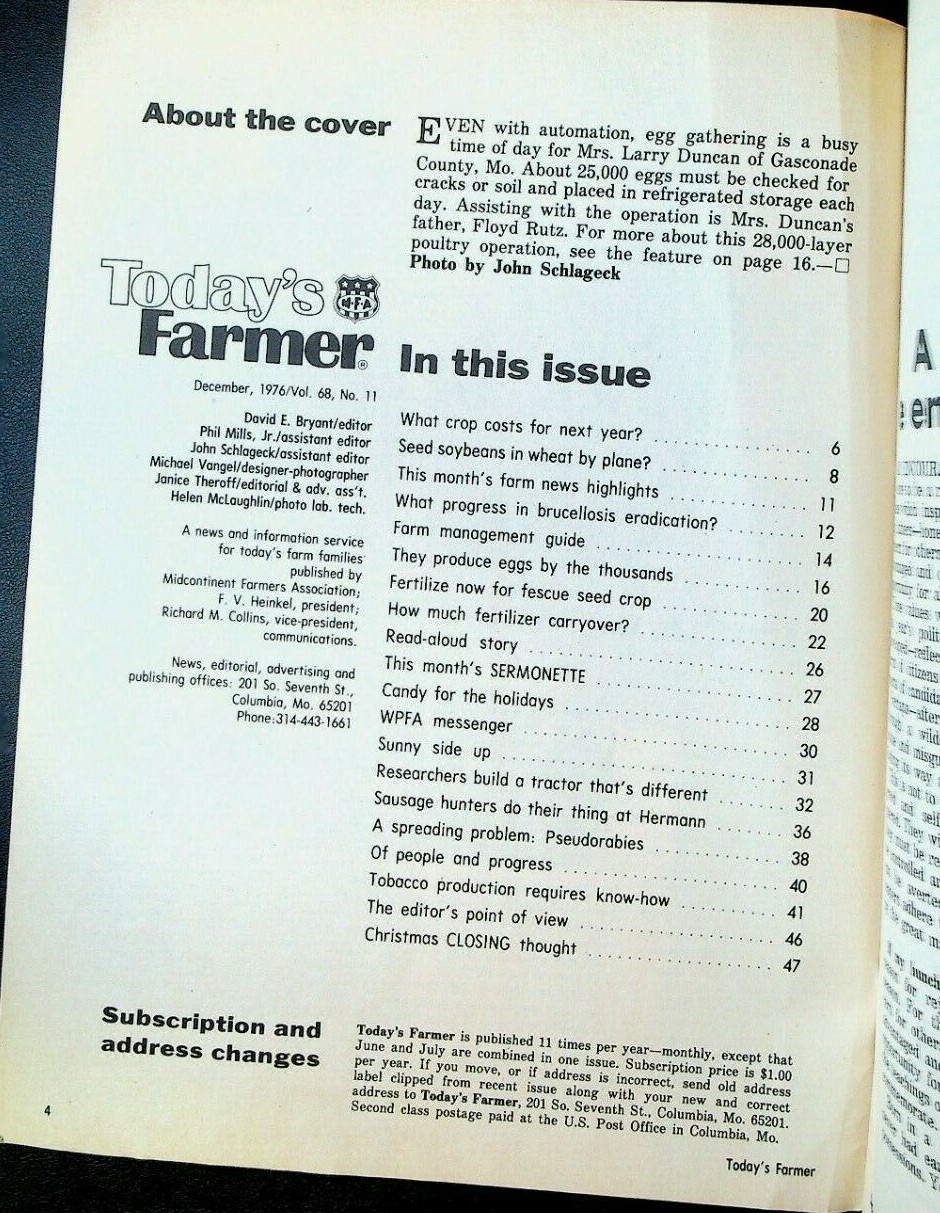 About the cover
EVEN with automation, egg gathering is a busy
time of day for Mrs. Larry Duncan of Gasconade
County, Mo. About 25,000 eggs must be checked for
cracks or soil and placed in refrigerated storage each
day. Assisting with the operation is Mrs. Duncan's
father, Floyd Rutz. For more about this 28,000-layer
poultry operation, see the feature on page 16.—□
Photo by John Schlageck
Today's
MFA
Farmer®
December, 1976/Vol. 68, No. 11
David E. Bryant/editor
Phil Mills, Jr./assistant editor
John Schlageck/assistant editor
Michael Vangel/designer-photographer
Janice Theroff/editorial & adv. ass't.
Helen McLaughlin/photo lab. tech.
A news and information service
for today's farm families
published by
Midcontinent Farmers Association;
F. V. Heinkel, president;
Richard M. Collins, vice-president,
communications.
News, editorial, advertising and
publishing offices: 201 So. Seventh St.,
Columbia, Mo. 65201
Phone:314-443-1661
In this issue
What crop costs for next year? 6
Seed soybeans in wheat by plane? 8
This month's farm news highlights 11
What progress in brucellosis eradication? 12
Farm management guide 14
They produce eggs by the thousands 16
Fertilize now for fescue seed crop 20
How much fertilizer carryover? 22
Read-aloud story 26
This month's SERMONETTE 27
Candy for the holidays 28
WPFA messenger 30
Sunny side up 31
Researchers build a tractor that's different 32
Sausage hunters do their thing at Hermann 36
A spreading problem: Pseudorabies 38
Of people and progress 40
Tobacco production requires know-how 41
The editor's point of view 46
Christmas CLOSING thought 47
Subscription and
address changes
Today's Farmer is published 11 times per year—monthly, except that
June and July are combined in one issue. Subscription price is $1.00
per year. If you move, or if address is incorrect, send old address
label clipped from recent issue along with your new and correct
address to Today's Farmer, 201 So. Seventh St., Columbia, Mo. 65201.
Second class postage paid at the U.S. Post Office in Columbia, Mo.
4
Today's Farmer